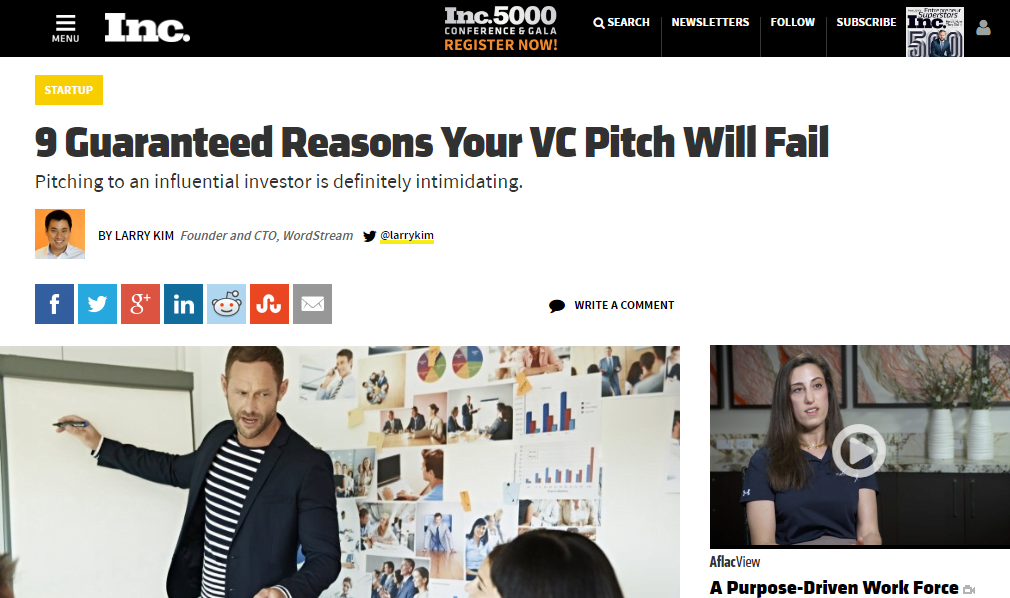 MENU
Inc.
Inc.5000
CONFERENCE & GALA
REGISTER NOW!
SEARCH
NEWSLETTERS
FOLLOW
SUBSCRIBE
Entrepreneur
Superstars
Inc.
500
STARTUP
9 Guaranteed Reasons Your VC Pitch Will Fail
Pitching to an influential investor is definitely intimidating.
BY LARRY KIM Founder and CTO, WordStream @larrykim
f
g+
in
WRITE A COMMENT
AflacView
A Purpose-Driven Work Force